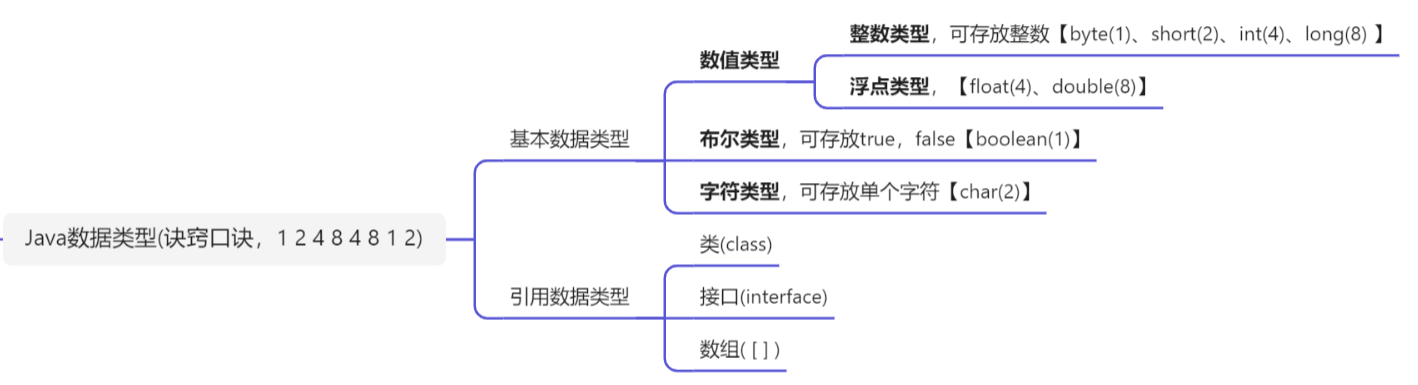 整数类型，可存放整数【byte(1)、short(2)、int(4)、long(8) 】
数值类型
浮点类型，【float(4)、double(8)】
基本数据类型
布尔类型，可存放true，false【boolean(1)】
字符类型，可存放单个字符【char(2)】
Java数据类型(诀窍口诀，1 2 4 8 4 8 1 2)
类(class)
引用数据类型
接口(interface)
数组( [ ] )